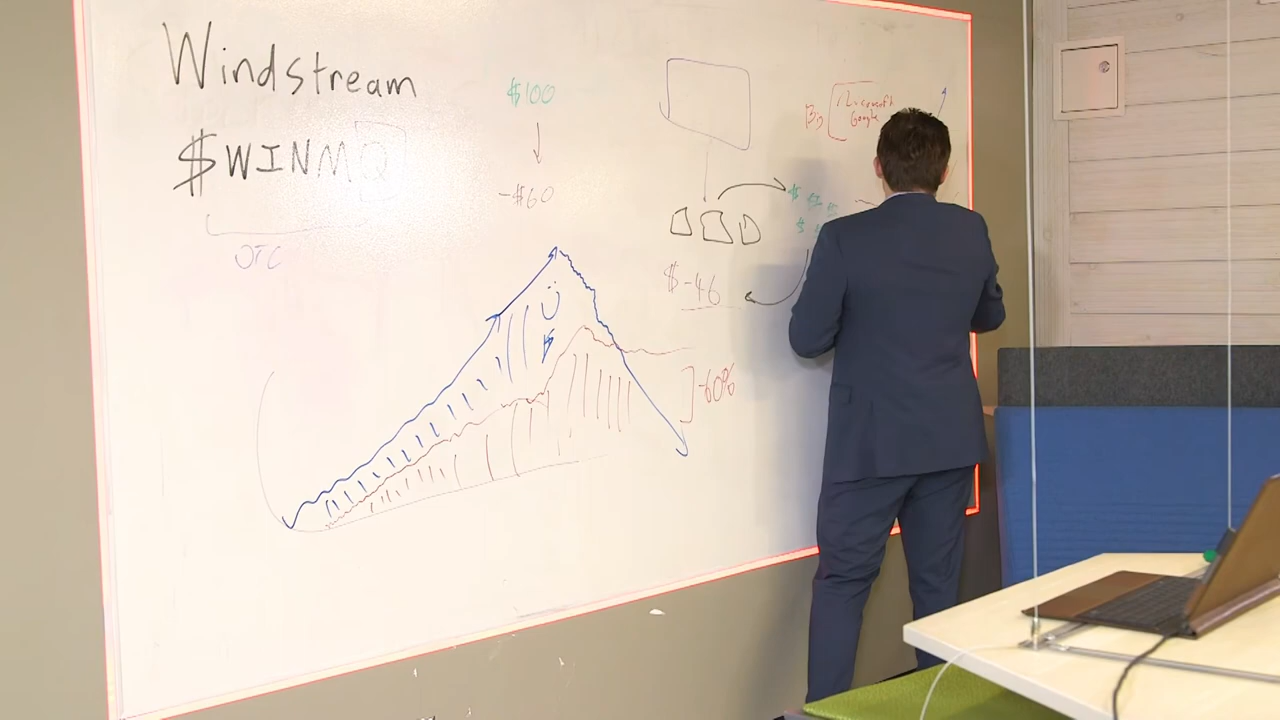 Windstream
$WINMQ
OTC
$100
-$60
Big
Microsoft
Google
$ $ $ $
$
$-46
$
-60%